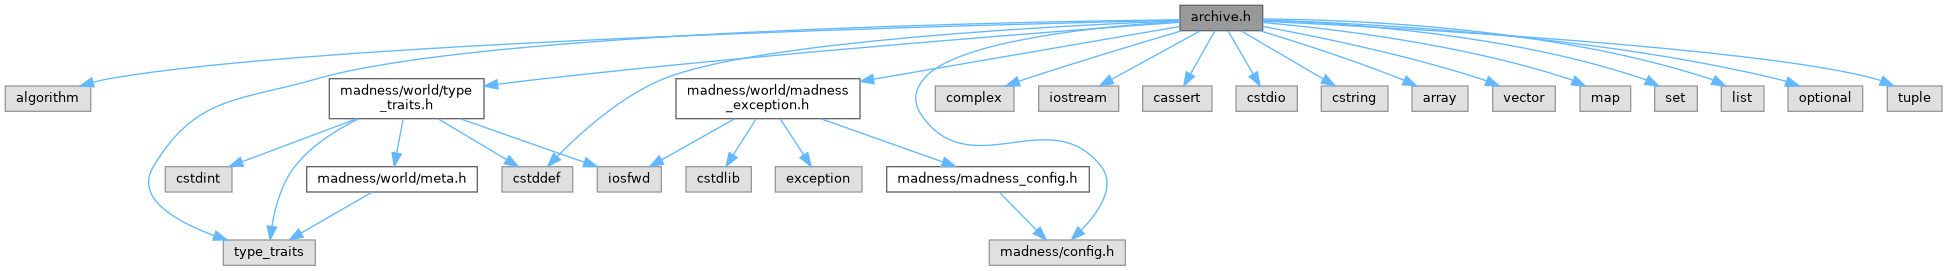 archive.h
algorithm
madness/world/type
_traits.h
madness/world/madness
_exception.h
complex
iostream
cassert
cstdio
cstring
array
vector
map
set
list
optional
tuple
cstdint
madness/world/meta.h
cstddef
iosfwd
cstdlib
exception
madness/madness_config.h
type_traits
madness/config.h